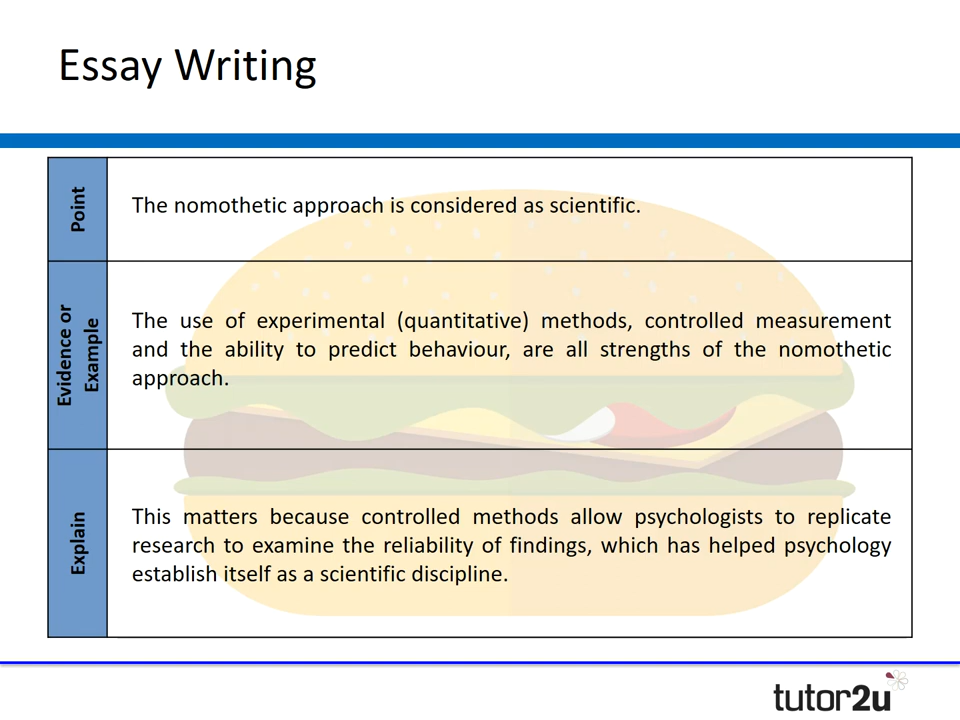 Essay Writing
Point
The nomothetic approach is considered as scientific.
Evidence or
Example
The use of experimental (quantitative) methods, controlled measurement
and the ability to predict behaviour, are all strengths of the nomothetic
approach.
Explain
This matters because controlled methods allow psychologists to replicate
research to examine the reliability of findings, which has helped psychology
establish itself as a scientific discipline.
tutor2u